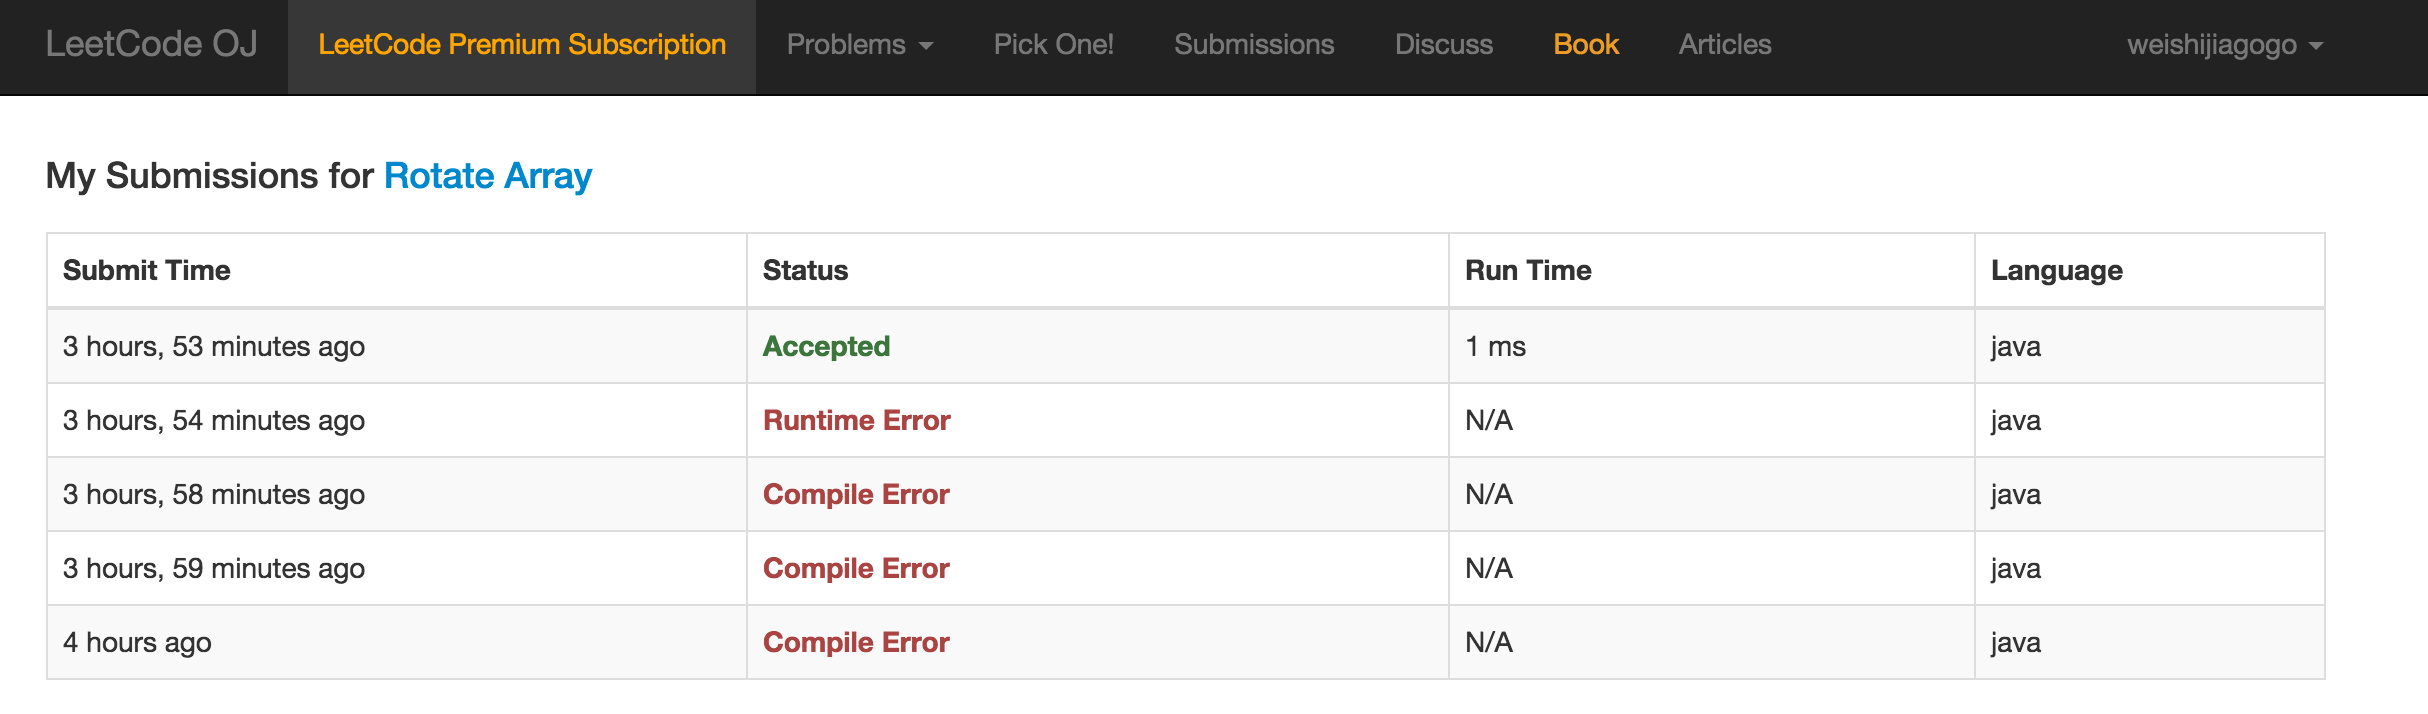 LeetCode OJ LeetCode Premium Subscription Problems Pick One! Submissions Discuss Book Articles weishijiagogo
My Submissions for Rotate Array
Submit Time Status Run Time Language
3 hours, 53 minutes ago Accepted 1 ms java
3 hours, 54 minutes ago Runtime Error N/A java
3 hours, 58 minutes ago Compile Error N/A java
3 hours, 59 minutes ago Compile Error N/A java
4 hours ago Compile Error N/A java